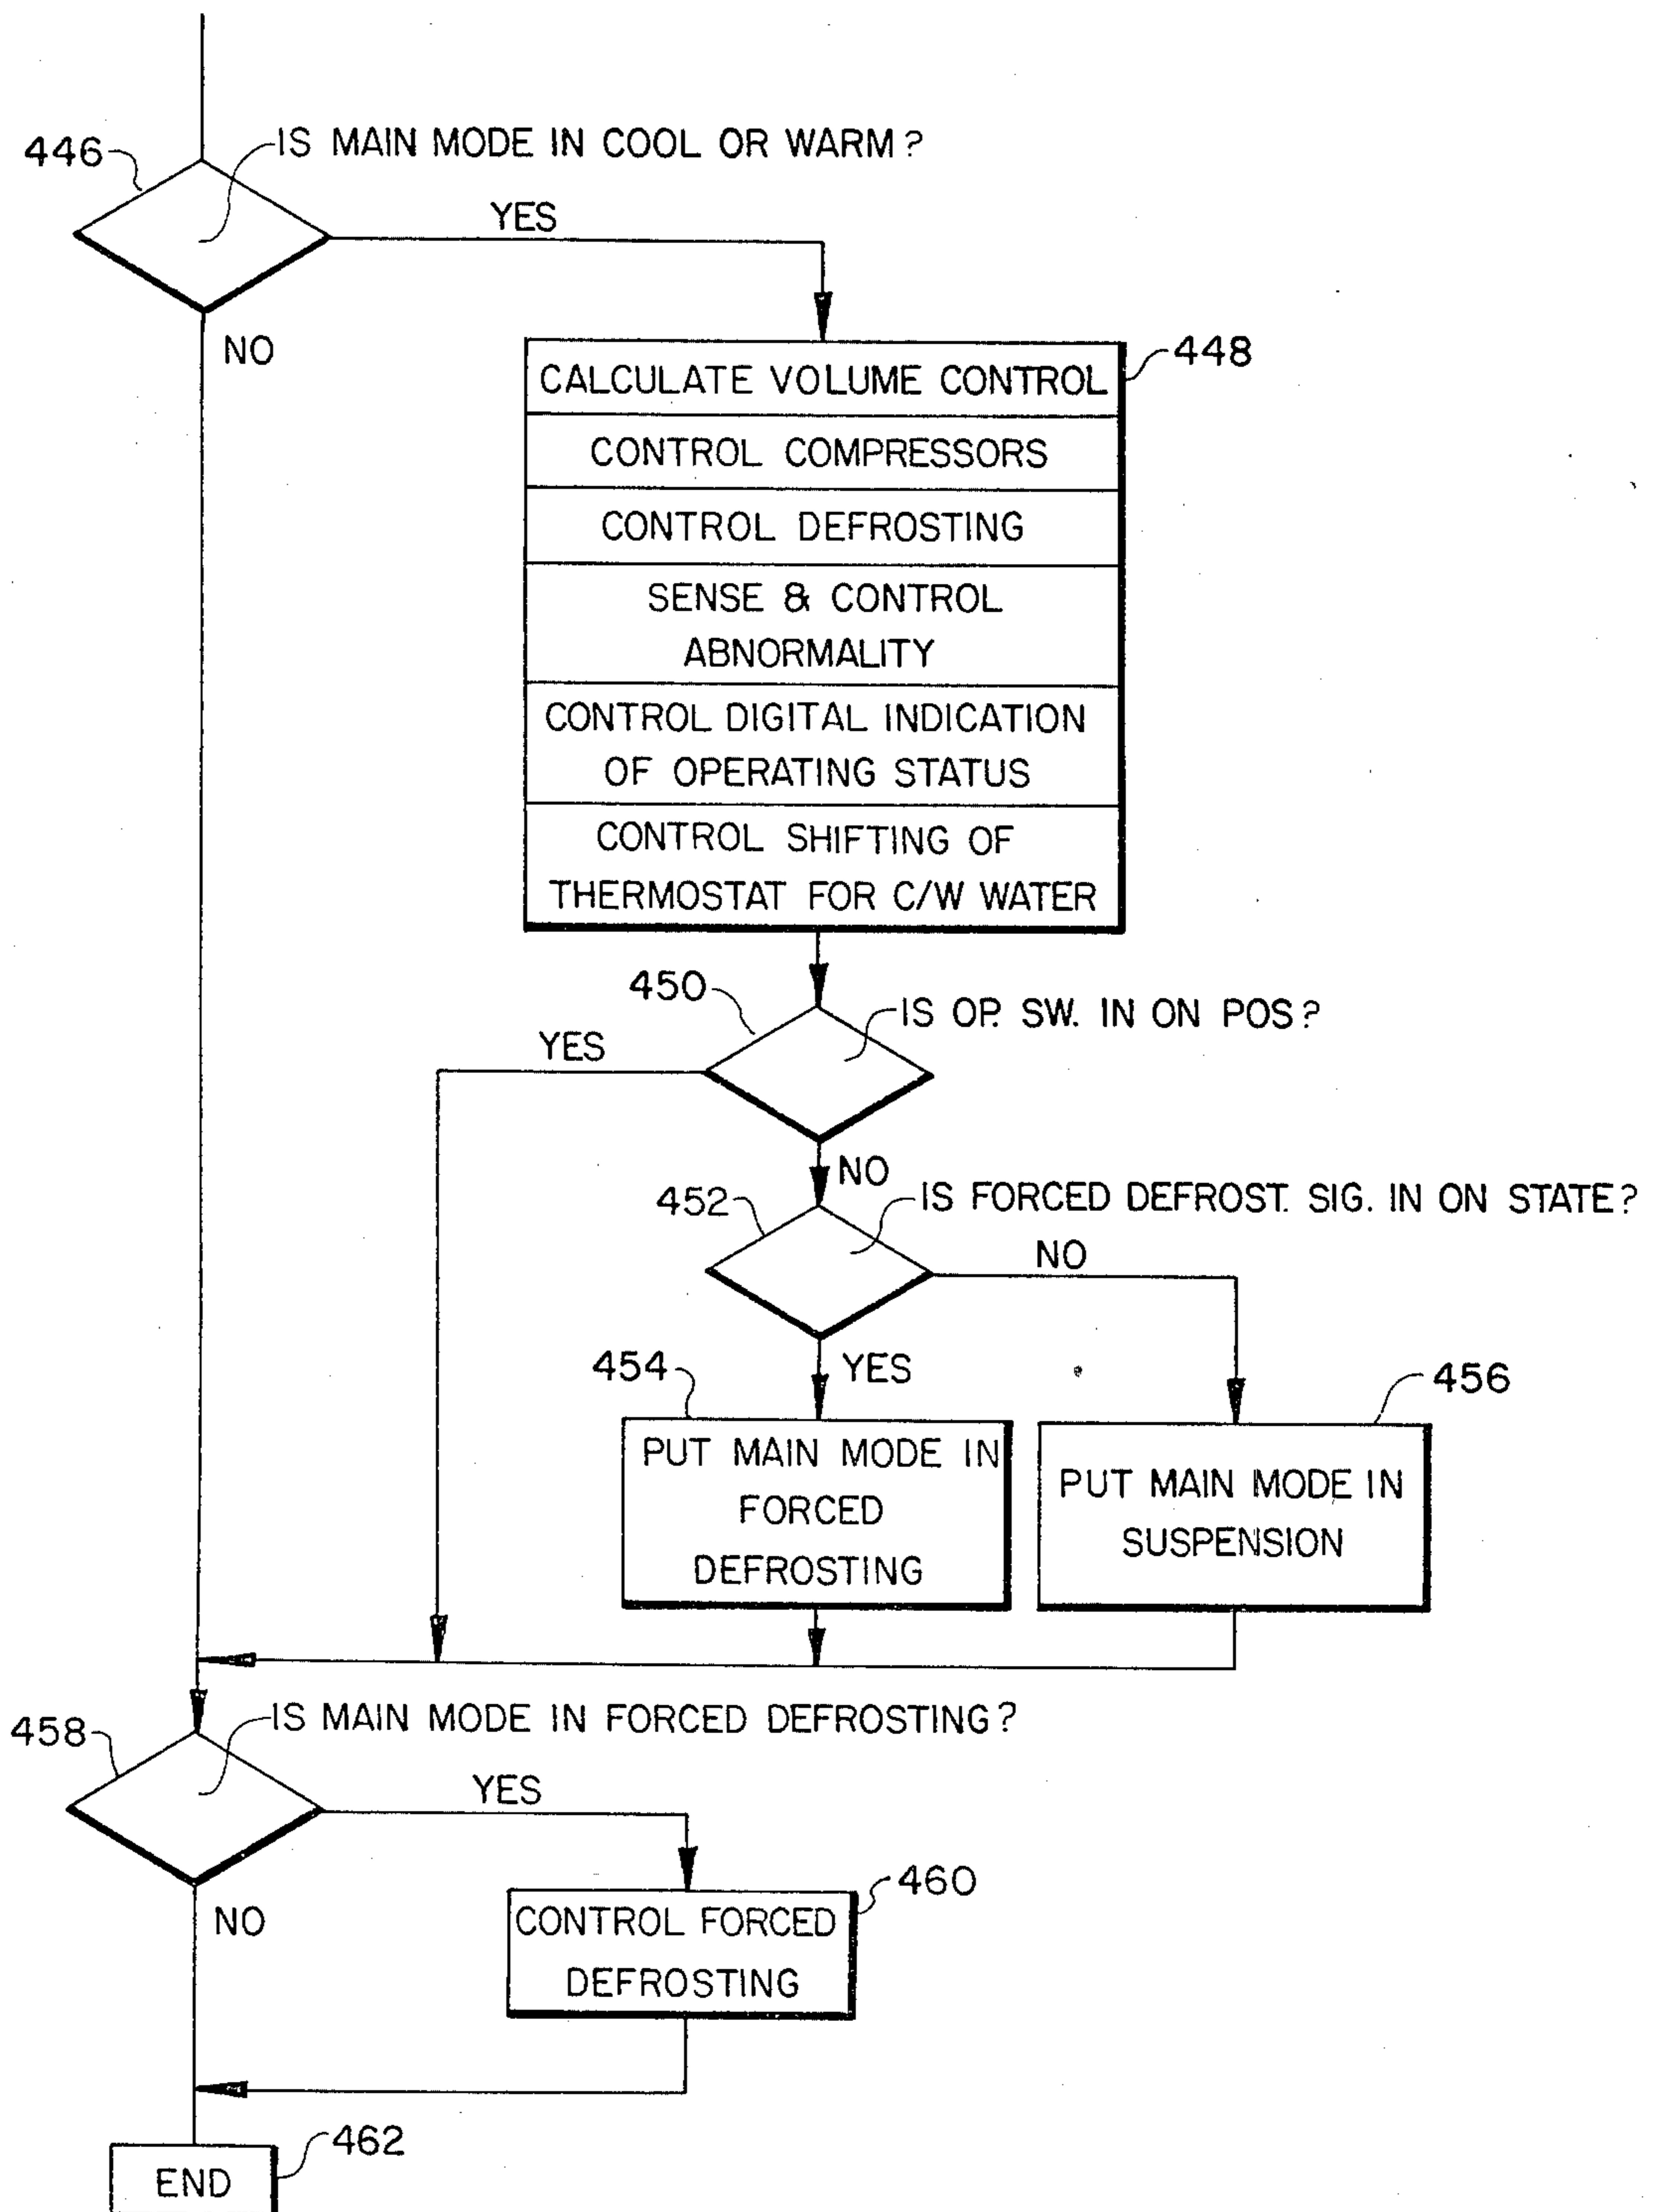 446
IS MAIN MODE IN COOL OR WARM?
YES
NO
448
CALCULATE VOLUME CONTROL
CONTROL COMPRESSORS
CONTROL DEFROSTING
SENSE & CONTROL
ABNORMALITY
CONTROL DIGITAL INDICATION
OF OPERATING STATUS
CONTROL SHIFTING OF
THERMOSTAT FOR C/W WATER
450
IS OP. SW. IN ON POS?
YES
NO
452
IS FORCED DEFROST. SIG. IN ON STATE?
NO
YES
454
456
PUT MAIN MODE IN
FORCED
DEFROSTING
PUT MAIN MODE IN
SUSPENSION
458
IS MAIN MODE IN FORCED DEFROSTING?
YES
NO
460
CONTROL FORCED
DEFROSTING
462
END